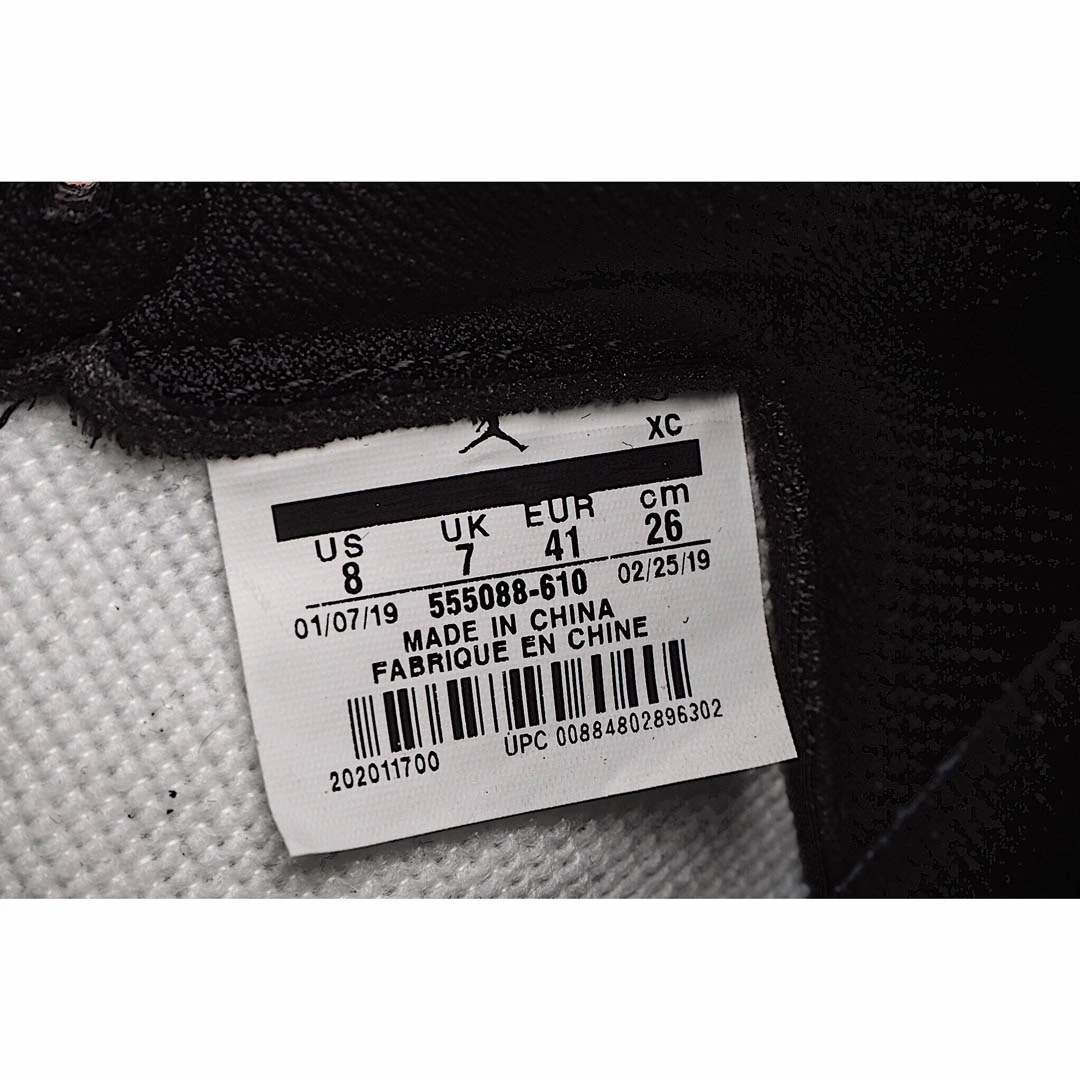 XC
US UK EUR cm
8 7 41 26
01/07/19 555088-610 02/25/19
MADE IN CHINA
FABRIQUE EN CHINE
UPC 00884802896302
202011700